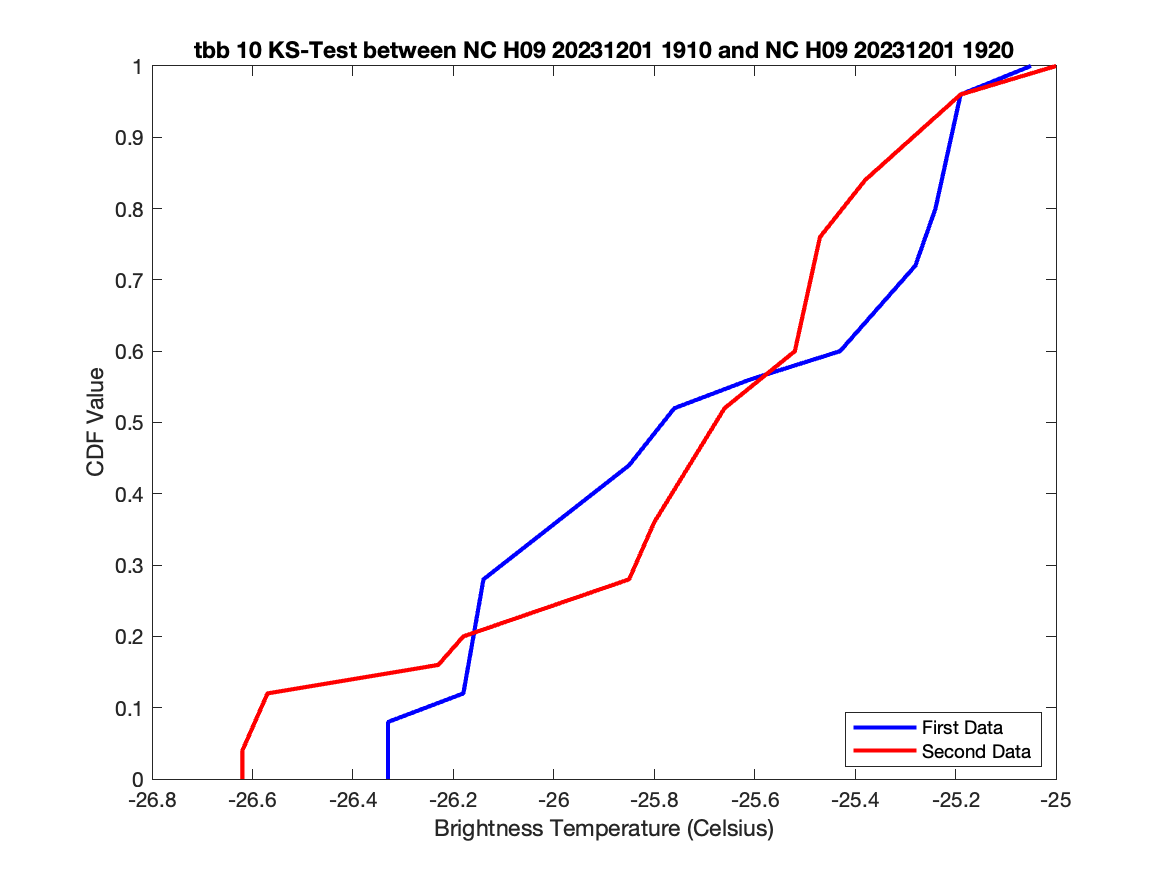 tbb 10 KS-Test between NC H09 20231201 1910 and NC H09 20231201 1920
1
0.9
0.8
0.7
0.6
0.5
0.4
0.3
0.2
0.1
0
CDF Value
First Data
Second Data
-26.8 -26.6 -26.4 -26.2 -26 -25.8 -25.6 -25.4 -25.2 -25
Brightness Temperature (Celsius)